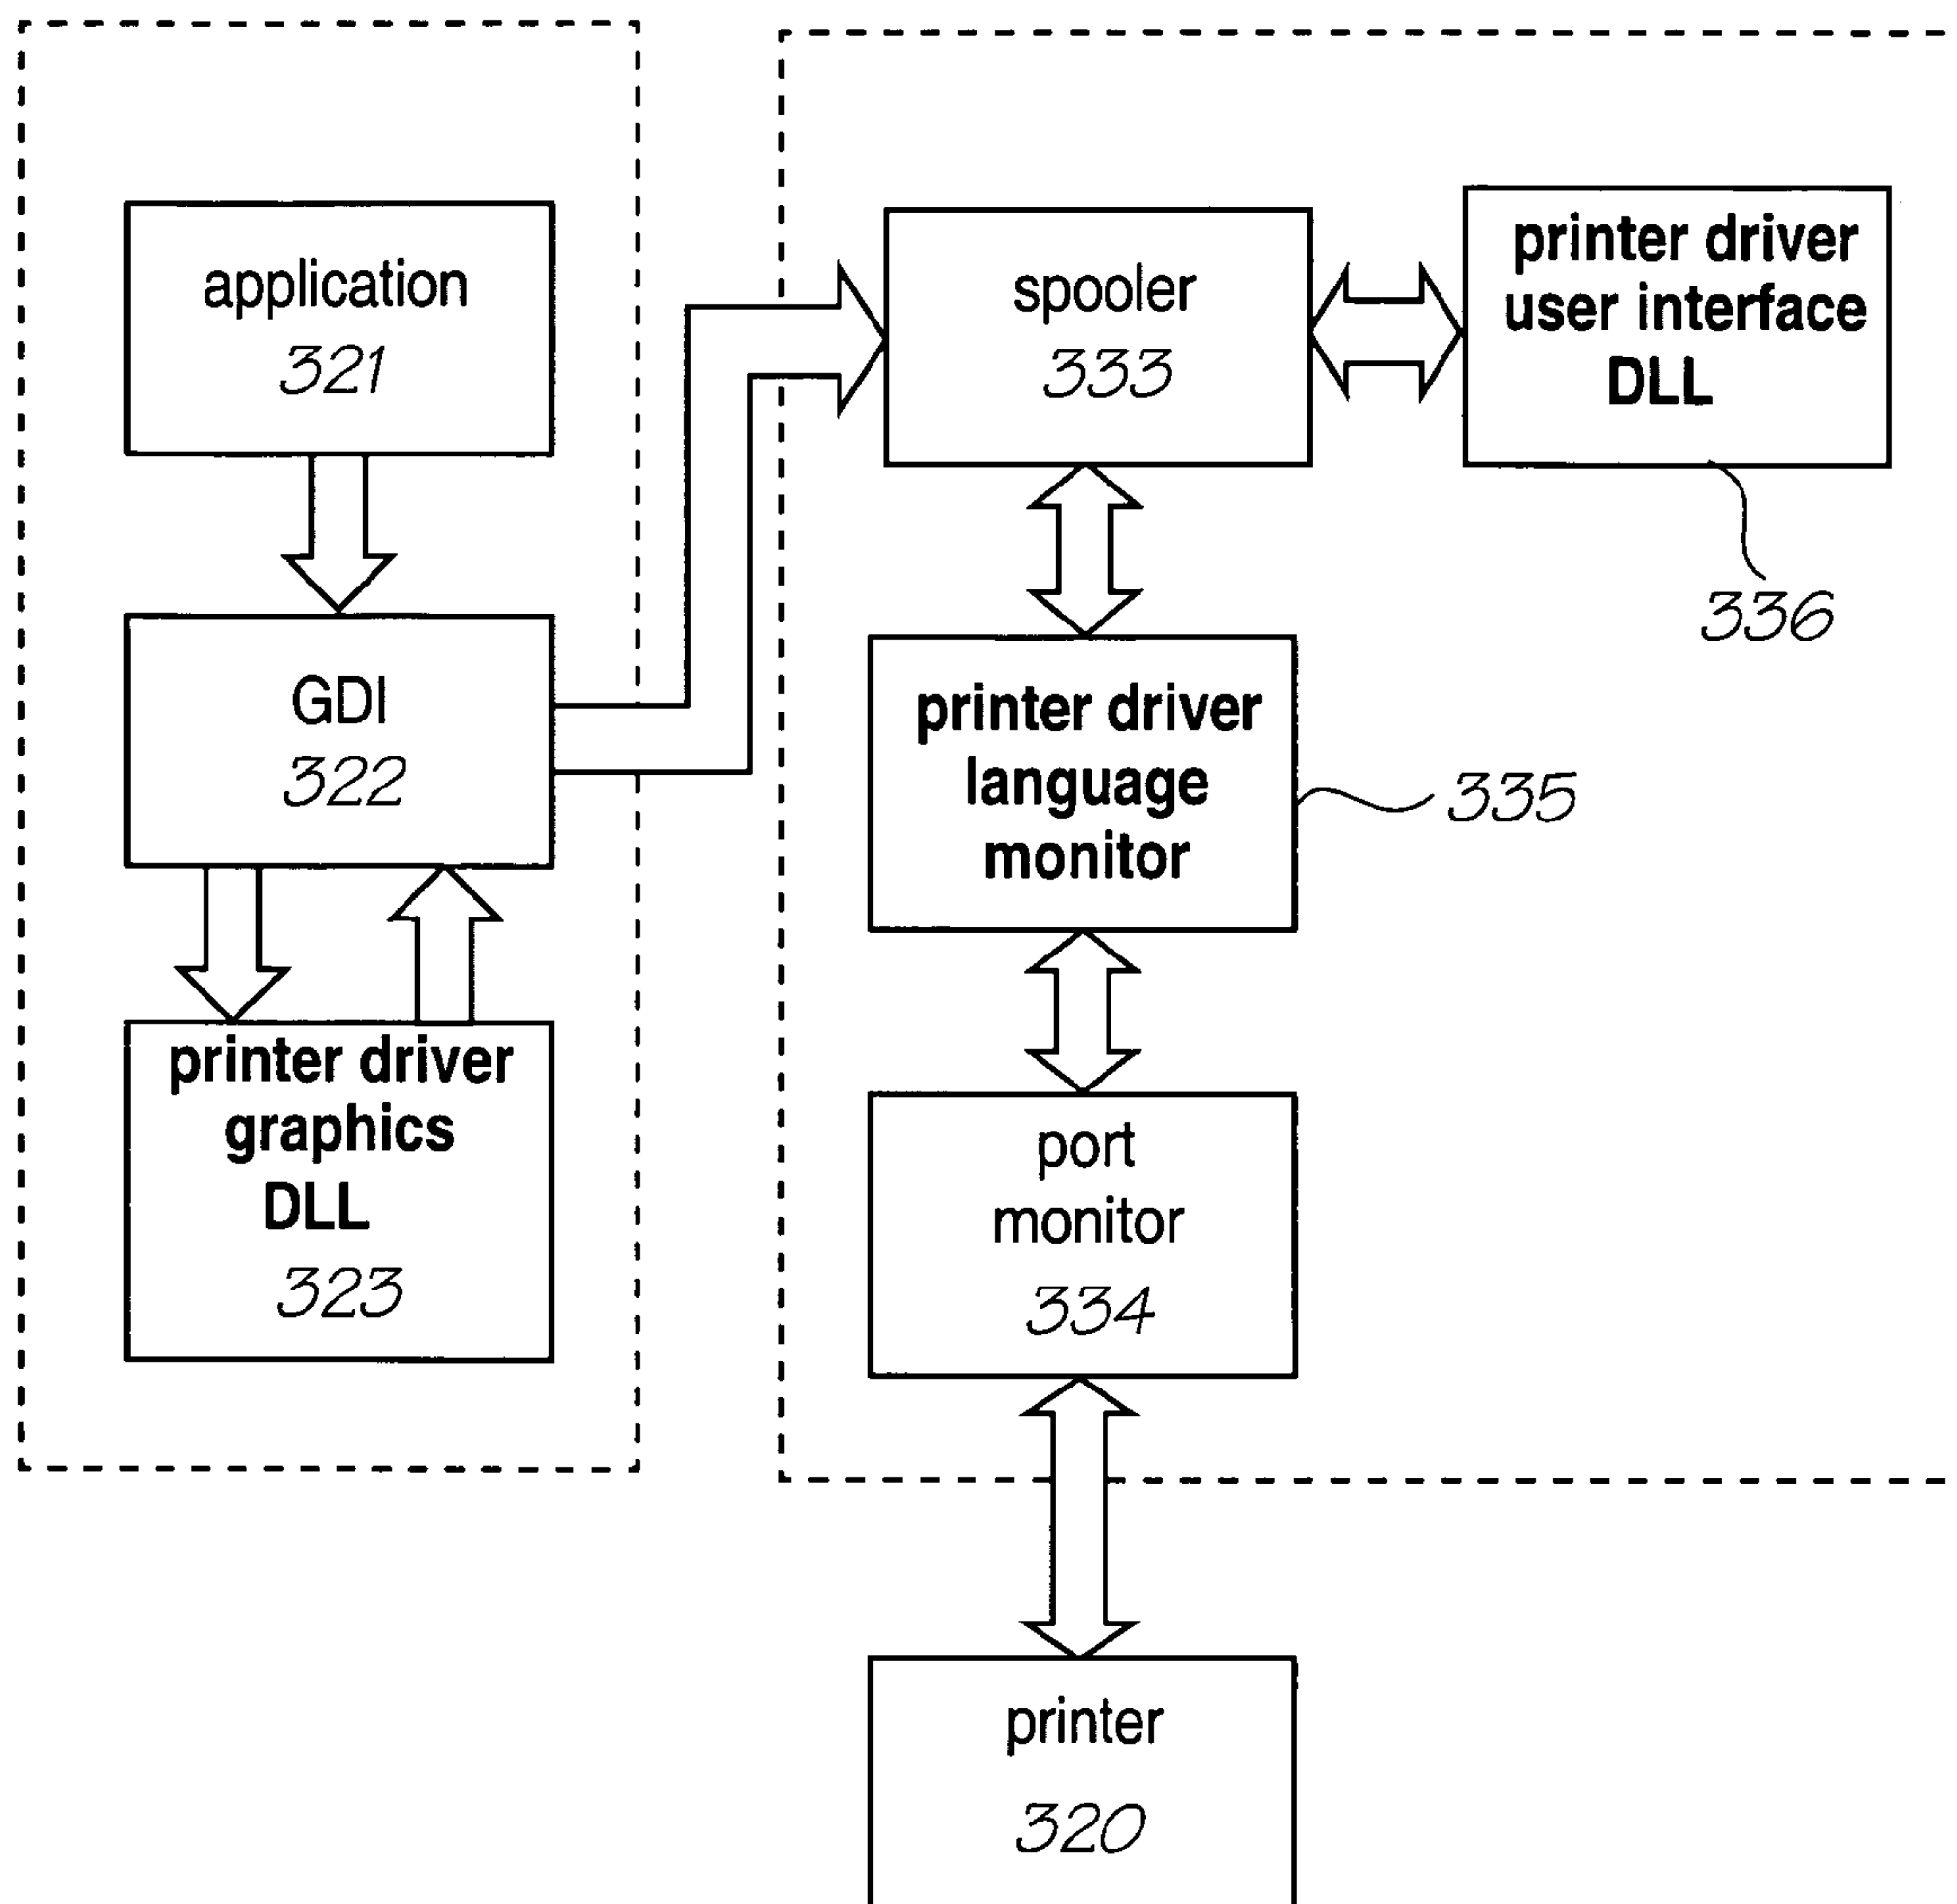 application
321
GDI
322
printer driver
graphics
DLL
323
spooler
333
printer driver
user interface
DLL
336
printer driver
language
monitor
335
port
monitor
334
printer
320